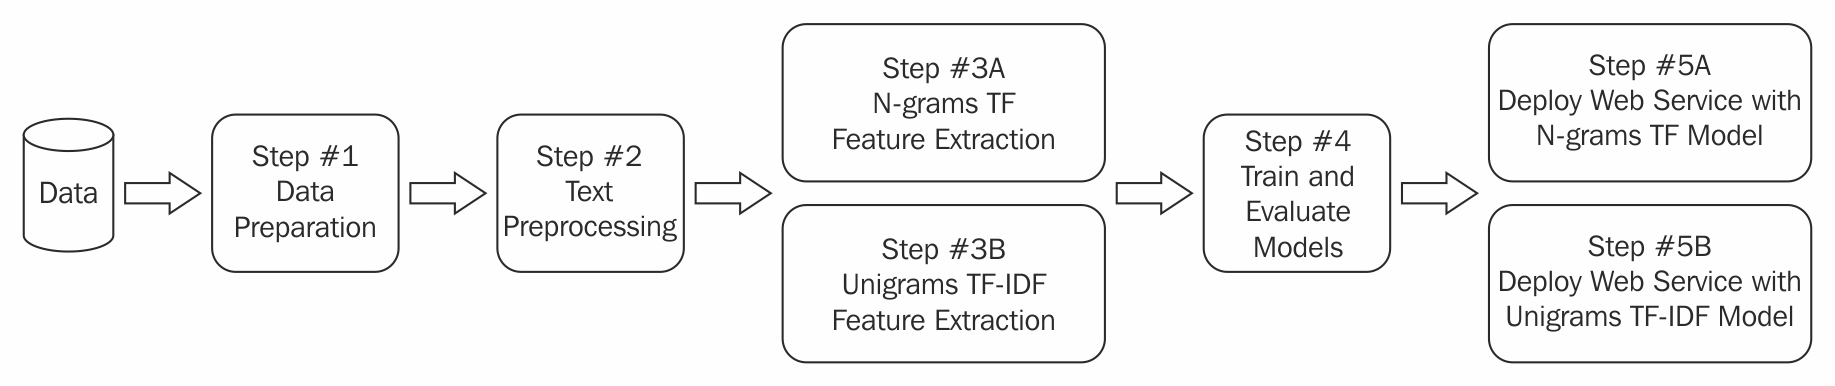 Data
Step #1
Data
Preparation
Step #2
Text
Preprocessing
Step #3A
N-grams TF
Feature Extraction
Step #3B
Unigrams TF-IDF
Feature Extraction
Step #4
Train and
Evaluate
Models
Step #5A
Deploy Web Service with
N-grams TF Model
Step #5B
Deploy Web Service with
Unigrams TF-IDF Model